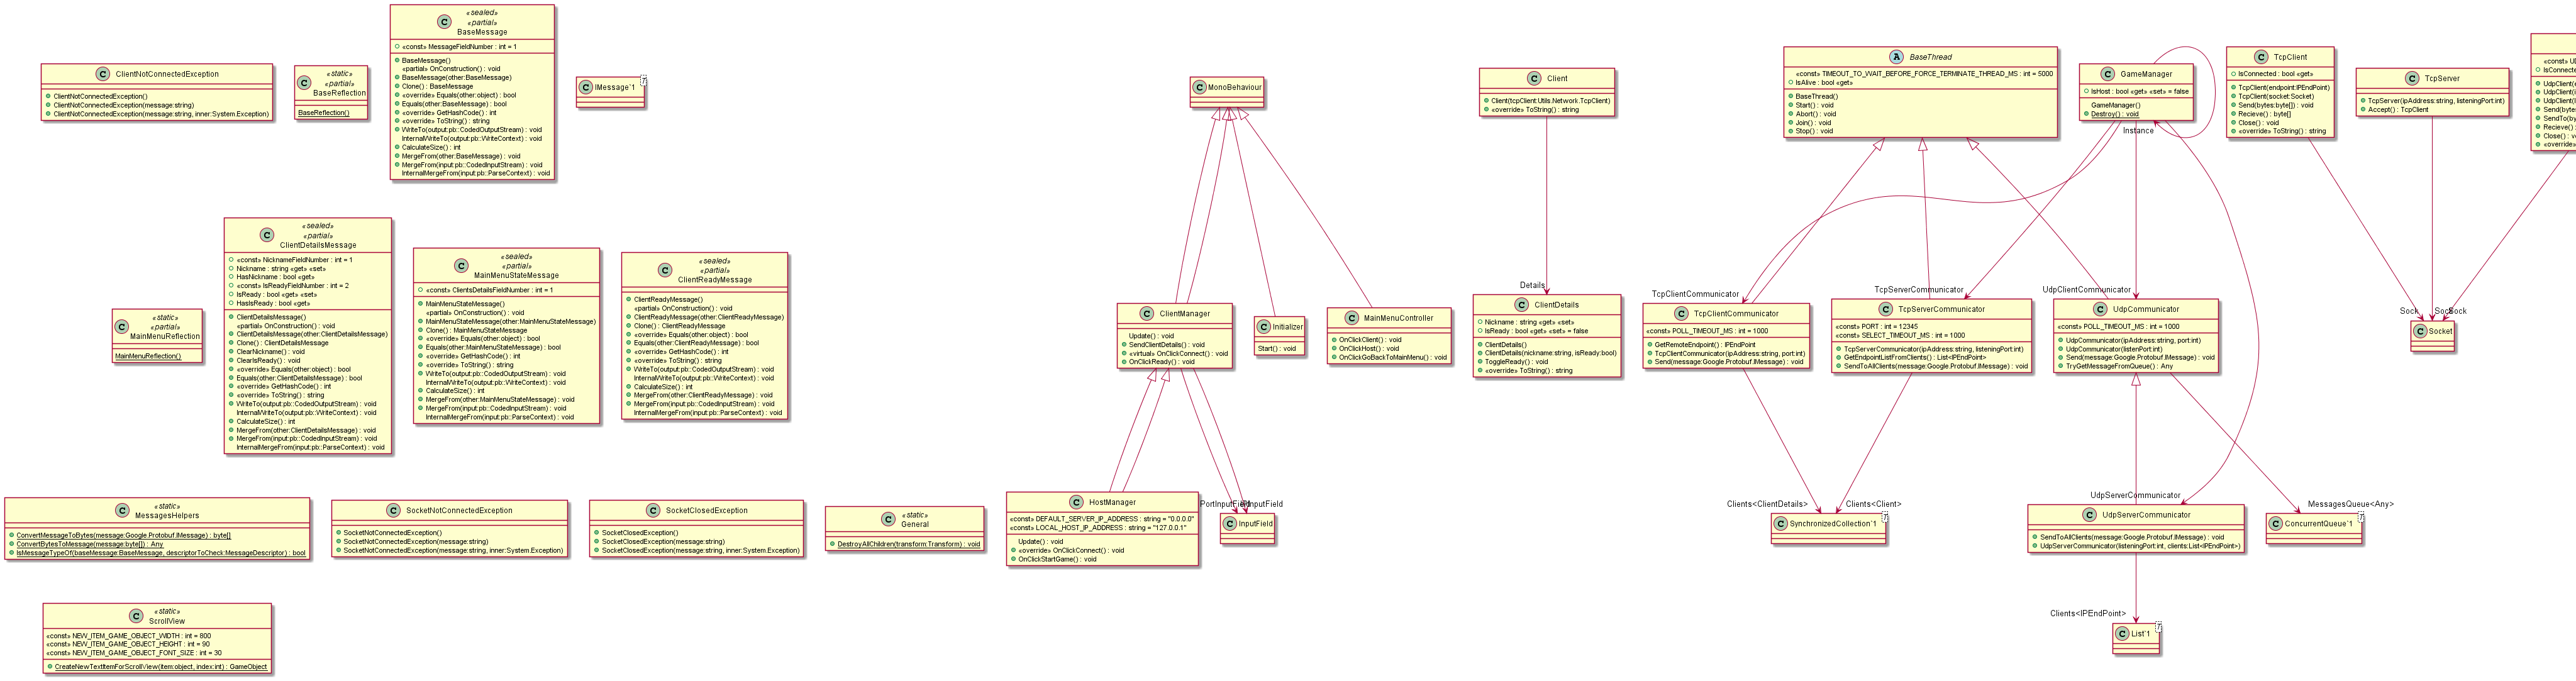 C ClientNotConnectedException
ClientNotConnectedException()
ClientNotConnectedException(message:string)
ClientNotConnectedException(message:string, inner:System.Exception)
«static»
«partial»
C BaseReflection
BaseReflection()
«sealed»
«partial»
C BaseMessage
«const» MessageFieldNumber : int = 1
BaseMessage()
«partial» OnConstruction() : void
BaseMessage(other:BaseMessage)
Clone() : BaseMessage
«override» Equals(other:object) : bool
Equals(other:BaseMessage) : bool
«override» GetHashCode() : int
«override» ToString() : string
WriteTo(output:pb::CodedOutputStream) : void
InternalWriteTo(output:pb::WriteContext) : void
CalculateSize() : int
MergeFrom(other:BaseMessage) : void
MergeFrom(input:pb::CodedInputStream) : void
InternalMergeFrom(input:pb::ParseContext) : void
C IMessage`1
T
C MonoBehaviour
C Client
Client(tcpClient:Utils.Network.TcpClient)
«override» ToString() : string
A BaseThread
«const» TIMEOUT_TO_WAIT_BEFORE_FORCE_TERMINATE_THREAD_MS : int = 5000
IsAlive : bool «get»
BaseThread()
Start() : void
Abort() : void
Join() : void
Stop() : void
C GameManager
IsHost : bool «get» «set» = false
GameManager()
Destroy() : void
Instance
C TcpClient
IsConnected : bool «get»
TcpClient(endpoint:IPEndPoint)
TcpClient(socket:Socket)
Send(bytes:byte[]) : void
Recieve() : byte[]
Close() : void
«override» ToString() : string
C TcpServer
TcpServer(ipAddress:string, listeningPort:int)
Accept() : TcpClient
«const» UD
IsConnecte
UdpClient(e
UdpClient(i
UdpClient(l
Send(bytes
SendTo(by
Recieve() :
Close() : vo
«override»
«static»
«partial»
C MainMenuReflection
MainMenuReflection()
«sealed»
«partial»
C ClientDetailsMessage
«const» NicknameFieldNumber : int = 1
Nickname : string «get» «set»
HasNickname : bool «get»
«const» IsReadyFieldNumber : int = 2
IsReady : bool «get» «set»
HasIsReady : bool «get»
ClientDetailsMessage()
«partial» OnConstruction() : void
ClientDetailsMessage(other:ClientDetailsMessage)
Clone() : ClientDetailsMessage
ClearNickname() : void
ClearIsReady() : void
«override» Equals(other:object) : bool
Equals(other:ClientDetailsMessage) : bool
«override» GetHashCode() : int
«override» ToString() : string
WriteTo(output:pb::CodedOutputStream) : void
InternalWriteTo(output:pb::WriteContext) : void
CalculateSize() : int
MergeFrom(other:ClientDetailsMessage) : void
MergeFrom(input:pb::CodedInputStream) : void
InternalMergeFrom(input:pb::ParseContext) : void
«sealed»
«partial»
C MainMenuStateMessage
«const» ClientsDetailsFieldNumber : int = 1
MainMenuStateMessage()
«partial» OnConstruction() : void
MainMenuStateMessage(other:MainMenuStateMessage)
Clone() : MainMenuStateMessage
«override» Equals(other:object) : bool
Equals(other:MainMenuStateMessage) : bool
«override» GetHashCode() : int
«override» ToString() : string
WriteTo(output:pb::CodedOutputStream) : void
InternalWriteTo(output:pb::WriteContext) : void
CalculateSize() : int
MergeFrom(other:MainMenuStateMessage) : void
MergeFrom(input:pb::CodedInputStream) : void
InternalMergeFrom(input:pb::ParseContext) : void
«sealed»
«partial»
C ClientReadyMessage
ClientReadyMessage()
«partial» OnConstruction() : void
ClientReadyMessage(other:ClientReadyMessage)
Clone() : ClientReadyMessage
«override» Equals(other:object) : bool
Equals(other:ClientReadyMessage) : bool
«override» GetHashCode() : int
«override» ToString() : string
WriteTo(output:pb::CodedOutputStream) : void
InternalWriteTo(output:pb::WriteContext) : void
CalculateSize() : int
MergeFrom(other:ClientReadyMessage) : void
MergeFrom(input:pb::CodedInputStream) : void
InternalMergeFrom(input:pb::ParseContext) : void
C ClientManager
Update() : void
SendClientDetails() : void
«virtual» OnClickConnect() : void
OnClickReady() : void
C Initializer
Start() : void
C MainMenuController
OnClickClient() : void
OnClickHost() : void
OnClickGoBackToMainMenu() : void
Details
C ClientDetails
Nickname : string «get» «set»
IsReady : bool «get» «set» = false
ClientDetails()
ClientDetails(nickname:string, isReady:bool)
ToggleReady() : void
«override» ToString() : string
TcpClientCommunicator
C TcpClientCommunicator
«const» POLL_TIMEOUT_MS : int = 1000
GetRemoteEndpoint() : IPEndPoint
TcpClientCommunicator(ipAddress:string, port:int)
Send(message:Google.Protobuf.IMessage) : void
TcpServerCommunicator
C TcpServerCommunicator
«const» PORT : int = 12345
«const» SELECT_TIMEOUT_MS : int = 1000
TcpServerCommunicator(ipAddress:string, listeningPort:int)
GetEndpointListFromClients() : List<IPEndPoint>
SendToAllClients(message:Google.Protobuf.IMessage) : void
UdpClientCommunicator
C UdpCommunicator
«const» POLL_TIMEOUT_MS : int = 1000
UdpCommunicator(ipAddress:string, port:int)
UdpCommunicator(listenPort:int)
Send(message:Google.Protobuf.IMessage) : void
TryGetMessageFromQueue() : Any
Sock
Sock
Sock
C Socket
«static»
C MessagesHelpers
ConvertMessageToBytes(message:Google.Protobuf.IMessage) : byte[]
ConvertBytesToMessage(message:byte[]) : Any
IsMessageTypeOf(baseMessage:BaseMessage, descriptorToCheck:MessageDescriptor) : bool
C SocketNotConnectedException
SocketNotConnectedException()
SocketNotConnectedException(message:string)
SocketNotConnectedException(message:string, inner:System.Exception)
C SocketClosedException
SocketClosedException()
SocketClosedException(message:string)
SocketClosedException(message:string, inner:System.Exception)
«static»
C General
DestroyAllChildren(transform:Transform) : void
C HostManager
«const» DEFAULT_SERVER_IP_ADDRESS : string = "0.0.0.0"
«const» LOCAL_HOST_IP_ADDRESS : string = "127.0.0.1"
Update() : void
«override» OnClickConnect() : void
OnClickStartGame() : void
C InputField
Clients<ClientDetails>
Clients<Client>
C SynchronizedCollection`1
T
UdpServerCommunicator
C UdpServerCommunicator
SendToAllClients(message:Google.Protobuf.IMessage) : void
UdpServerCommunicator(listeningPort:int, clients:List<IPEndPoint>)
MessagesQueue<Any>
C ConcurrentQueue`1
T
«static»
C ScrollView
«const» NEW_ITEM_GAME_OBJECT_WIDTH : int = 800
«const» NEW_ITEM_GAME_OBJECT_HEIGHT : int = 90
«const» NEW_ITEM_GAME_OBJECT_FONT_SIZE : int = 30
CreateNewTextItemForScrollView(item:object, index:int) : GameObject
Clients<IPEndPoint>
C List`1
T